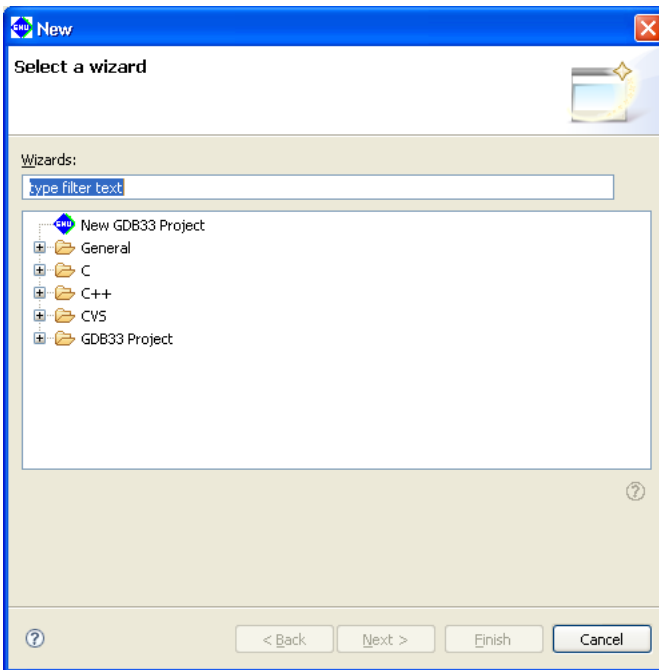 New
Select a wizard
Wizards:
type filter text
New GDB33 Project
General
C
C++
CVS
GDB33 Project
< Back Next > Finish Cancel